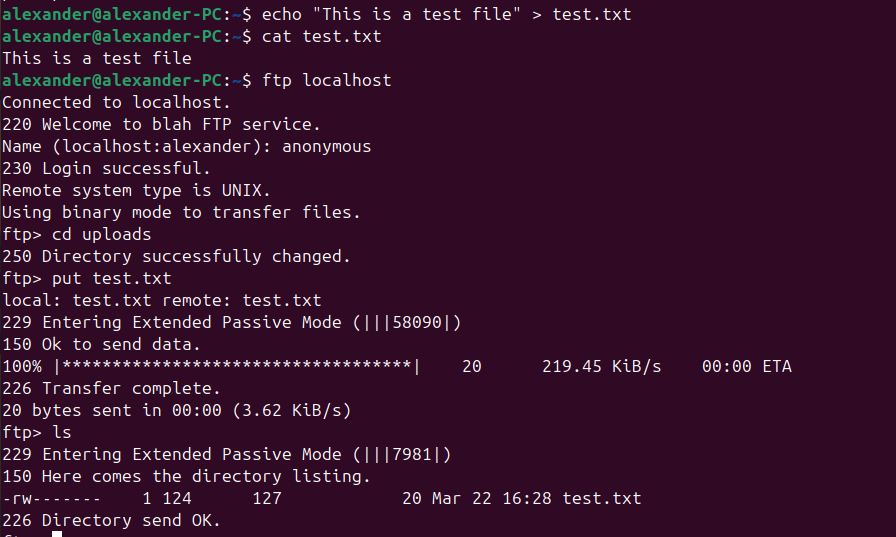 alexander@alexander-PC:~$ echo "This is a test file" > test.txt
alexander@alexander-PC:~$ cat test.txt
This is a test file
alexander@alexander-PC:~$ ftp localhost
Connected to localhost.
220 Welcome to blah FTP service.
Name (localhost:alexander): anonymous
230 Login successful.
Remote system type is UNIX.
Using binary mode to transfer files.
ftp> cd uploads
250 Directory successfully changed.
ftp> put test.txt
local: test.txt remote: test.txt
229 Entering Extended Passive Mode (|||58090|)
150 Ok to send data.
100% |***********************************|    20      219.45 KiB/s    00:00 ETA
226 Transfer complete.
20 bytes sent in 00:00 (3.62 KiB/s)
ftp> ls
229 Entering Extended Passive Mode (|||7981|)
150 Here comes the directory listing.
-rw-------    1 124      127            20 Mar 22 16:28 test.txt
226 Directory send OK.